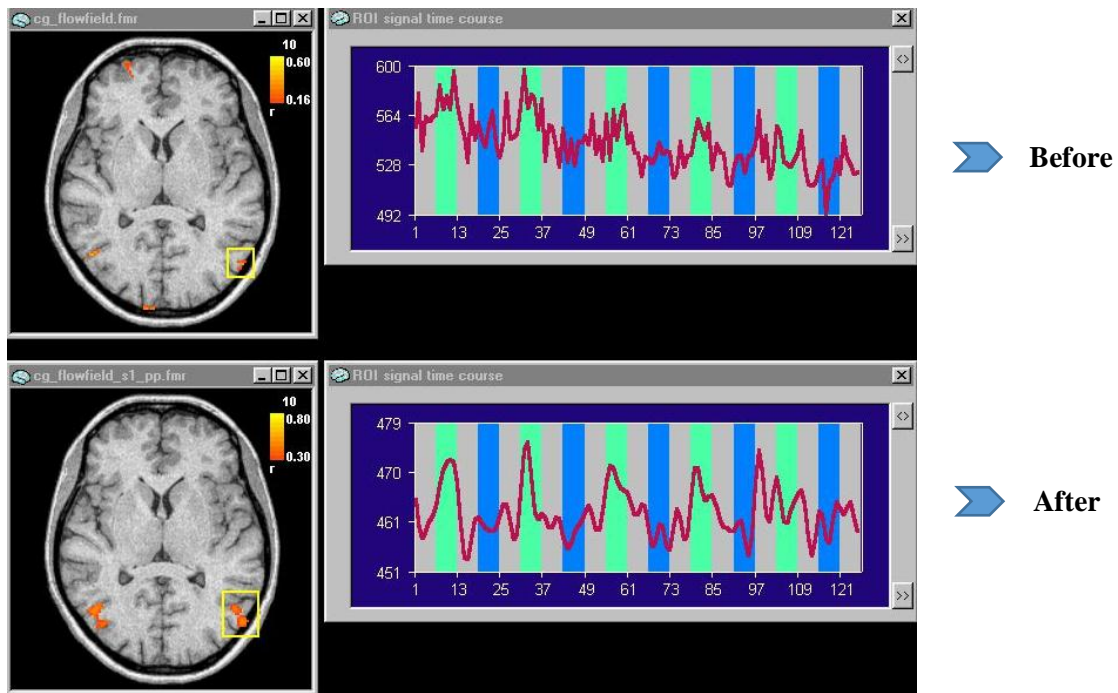 cg_flowfield.fmr
10
0.60
0.16
r
ROI signal time course
<>
>>
600
564
528
492
1 13 25 37 49 61 73 85 97 109 121
Before
cg_flowfield_s1_pp.fmr
10
0.80
0.30
r
ROI signal time course
<>
>>
479
470
461
451
1 13 25 37 49 61 73 85 97 109 121
After